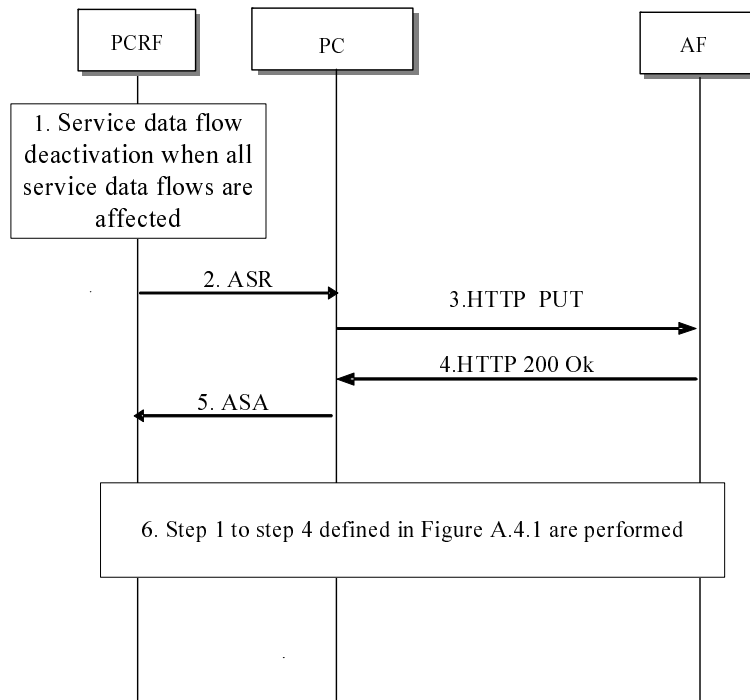 PCRF
PC
AF
1. Service data flow
deactivation when all
service data flows are
affected
2. ASR
3.HTTP  PUT
4.HTTP 200 Ok
5. ASA
6. Step 1 to step 4 defined in Figure A.4.1 are performed